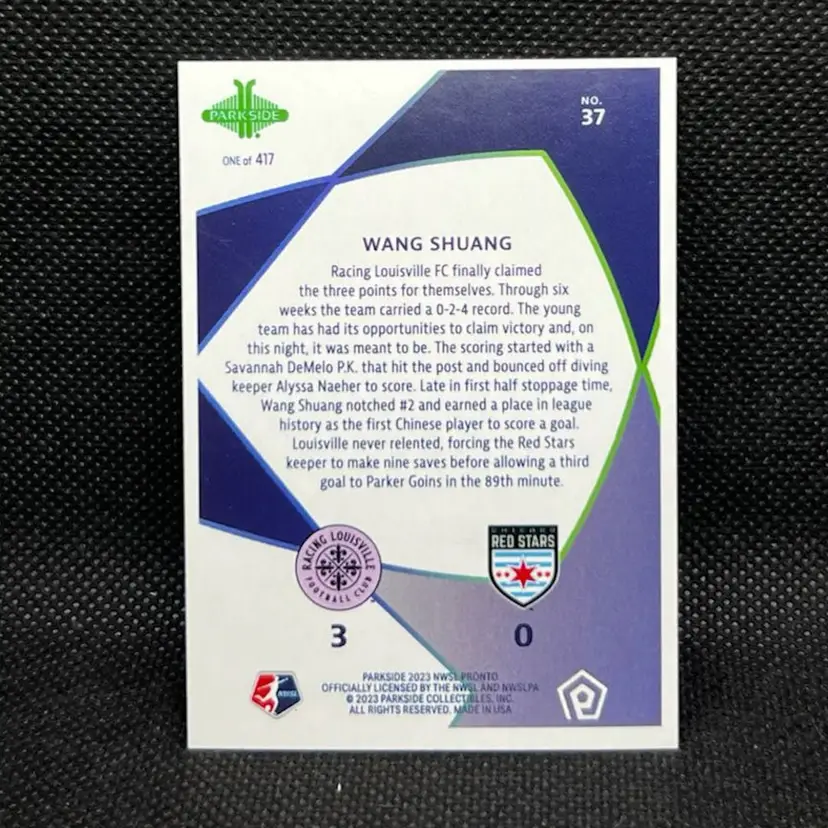 PARKSIDE
ONE of 417
NO.
37
WANG SHUANG
Racing Louisville FC finally claimed
the three points for themselves. Through six
weeks the team carried a 0-2-4 record. The young
team has had its opportunities to claim victory and, on
this night, it was meant to be. The scoring started with a
Savannah DeMelo P.K. that hit the post and bounced off diving
keeper Alyssa Naeher to score. Late in first half stoppage time,
Wang Shuang notched #2 and earned a place in league
history as the first Chinese player to score a goal.
Louisville never relented, forcing the Red Stars
keeper to make nine saves before allowing a third
goal to Parker Goins in the 89th minute.
RACING LOUISVILLE
FOOTBALL CLUB
CHICAGO
RED STARS
3
0
NWSL
PARKSIDE 2023 NWSL PRONTO
OFFICIALLY LICENSED BY THE NWSL AND NWSLPA
© 2023 PARKSIDE COLLECTIBLES, INC.
ALL RIGHTS RESERVED. MADE IN USA